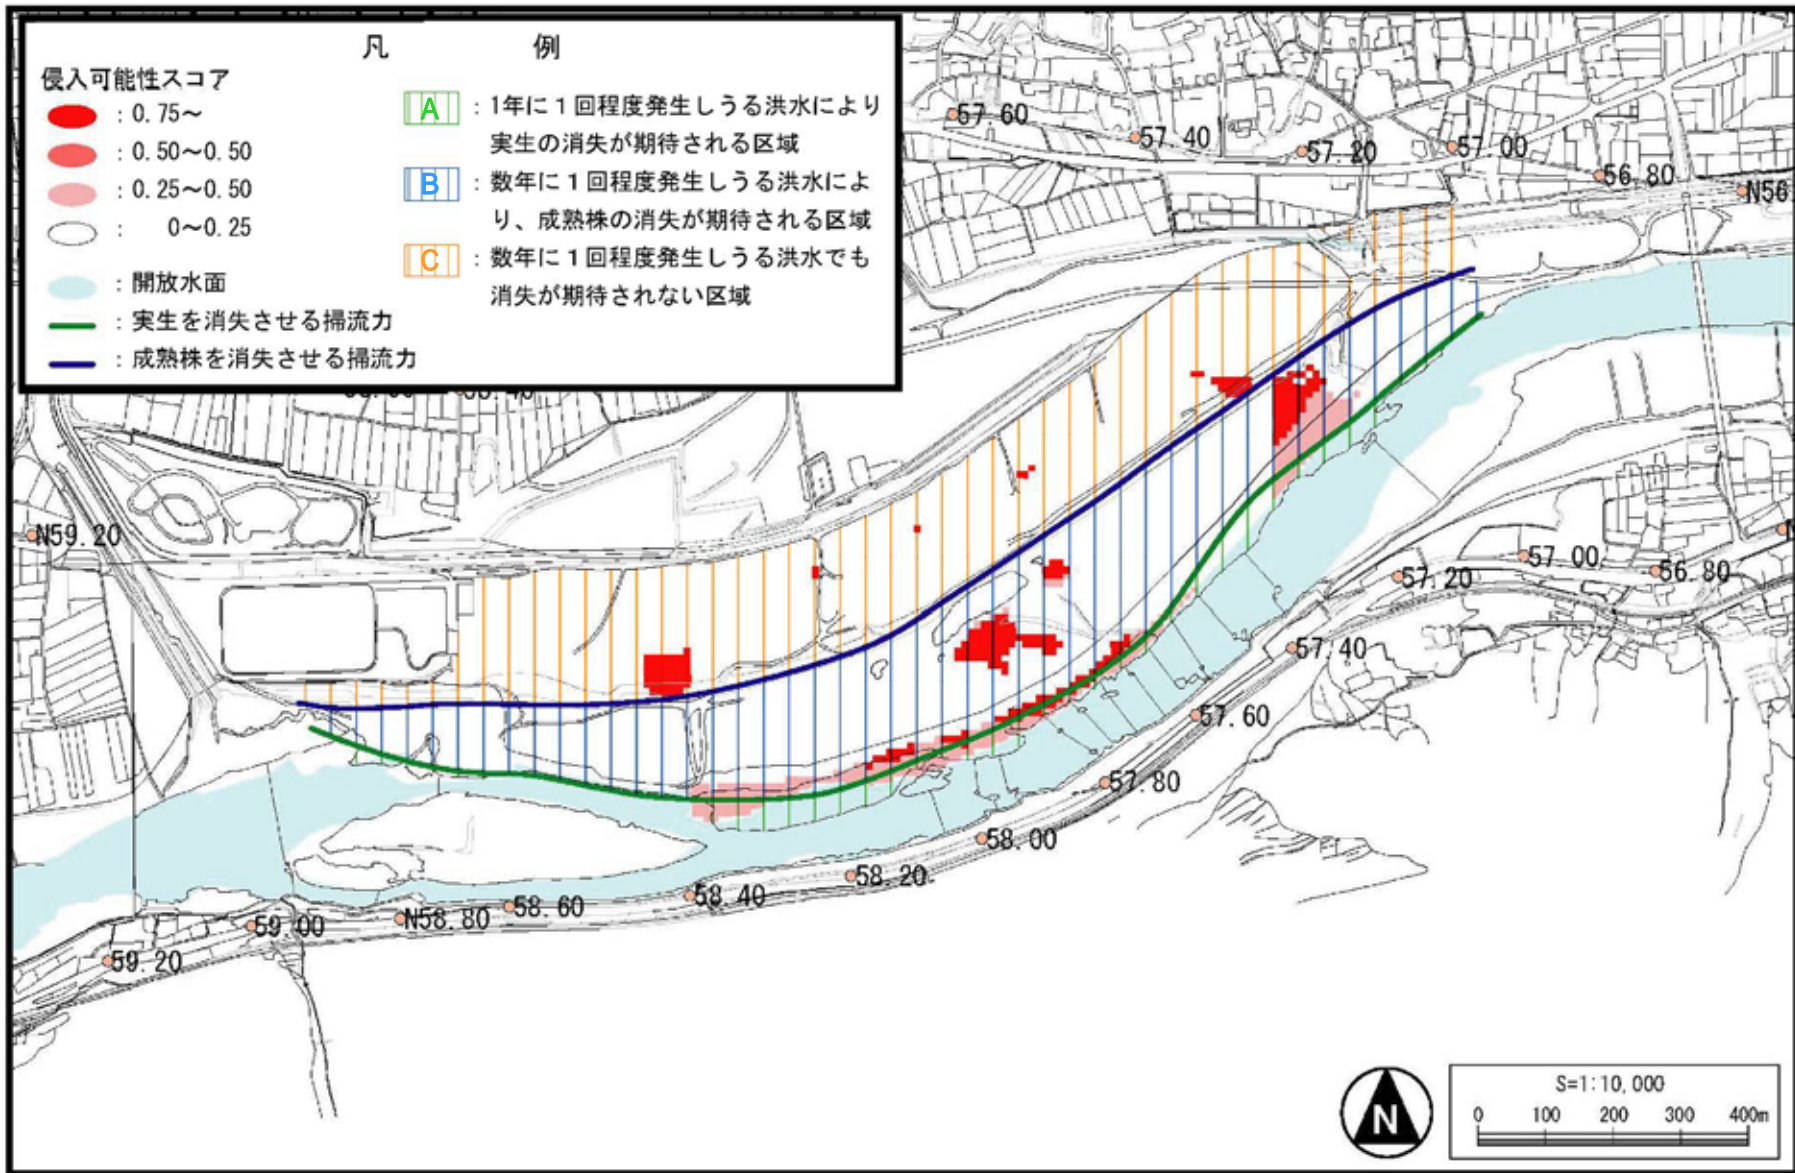 凡 例
侵入可能性スコア
: 0.75～
: 0.50～0.50
: 0.25～0.50
: 0～0.25
: 開放水面
: 実生を消失させる掃流力
: 成熟株を消失させる掃流力
A : 1年に1回程度発生しうる洪水により
実生の消失が期待される区域
B : 数年に1回程度発生しうる洪水によ
り、成熟株の消失が期待される区域
C : 数年に1回程度発生しうる洪水でも
消失が期待されない区域
57.60
57.40
57.20
57.00
56.80
N56.
N59.20
57.00
56.80
N
57.20
57.40
57.60
57.80
58.00
58.20
58.40
58.60
N58.80
59.00
59.20
N
S=1:10,000
0 100 200 300 400m